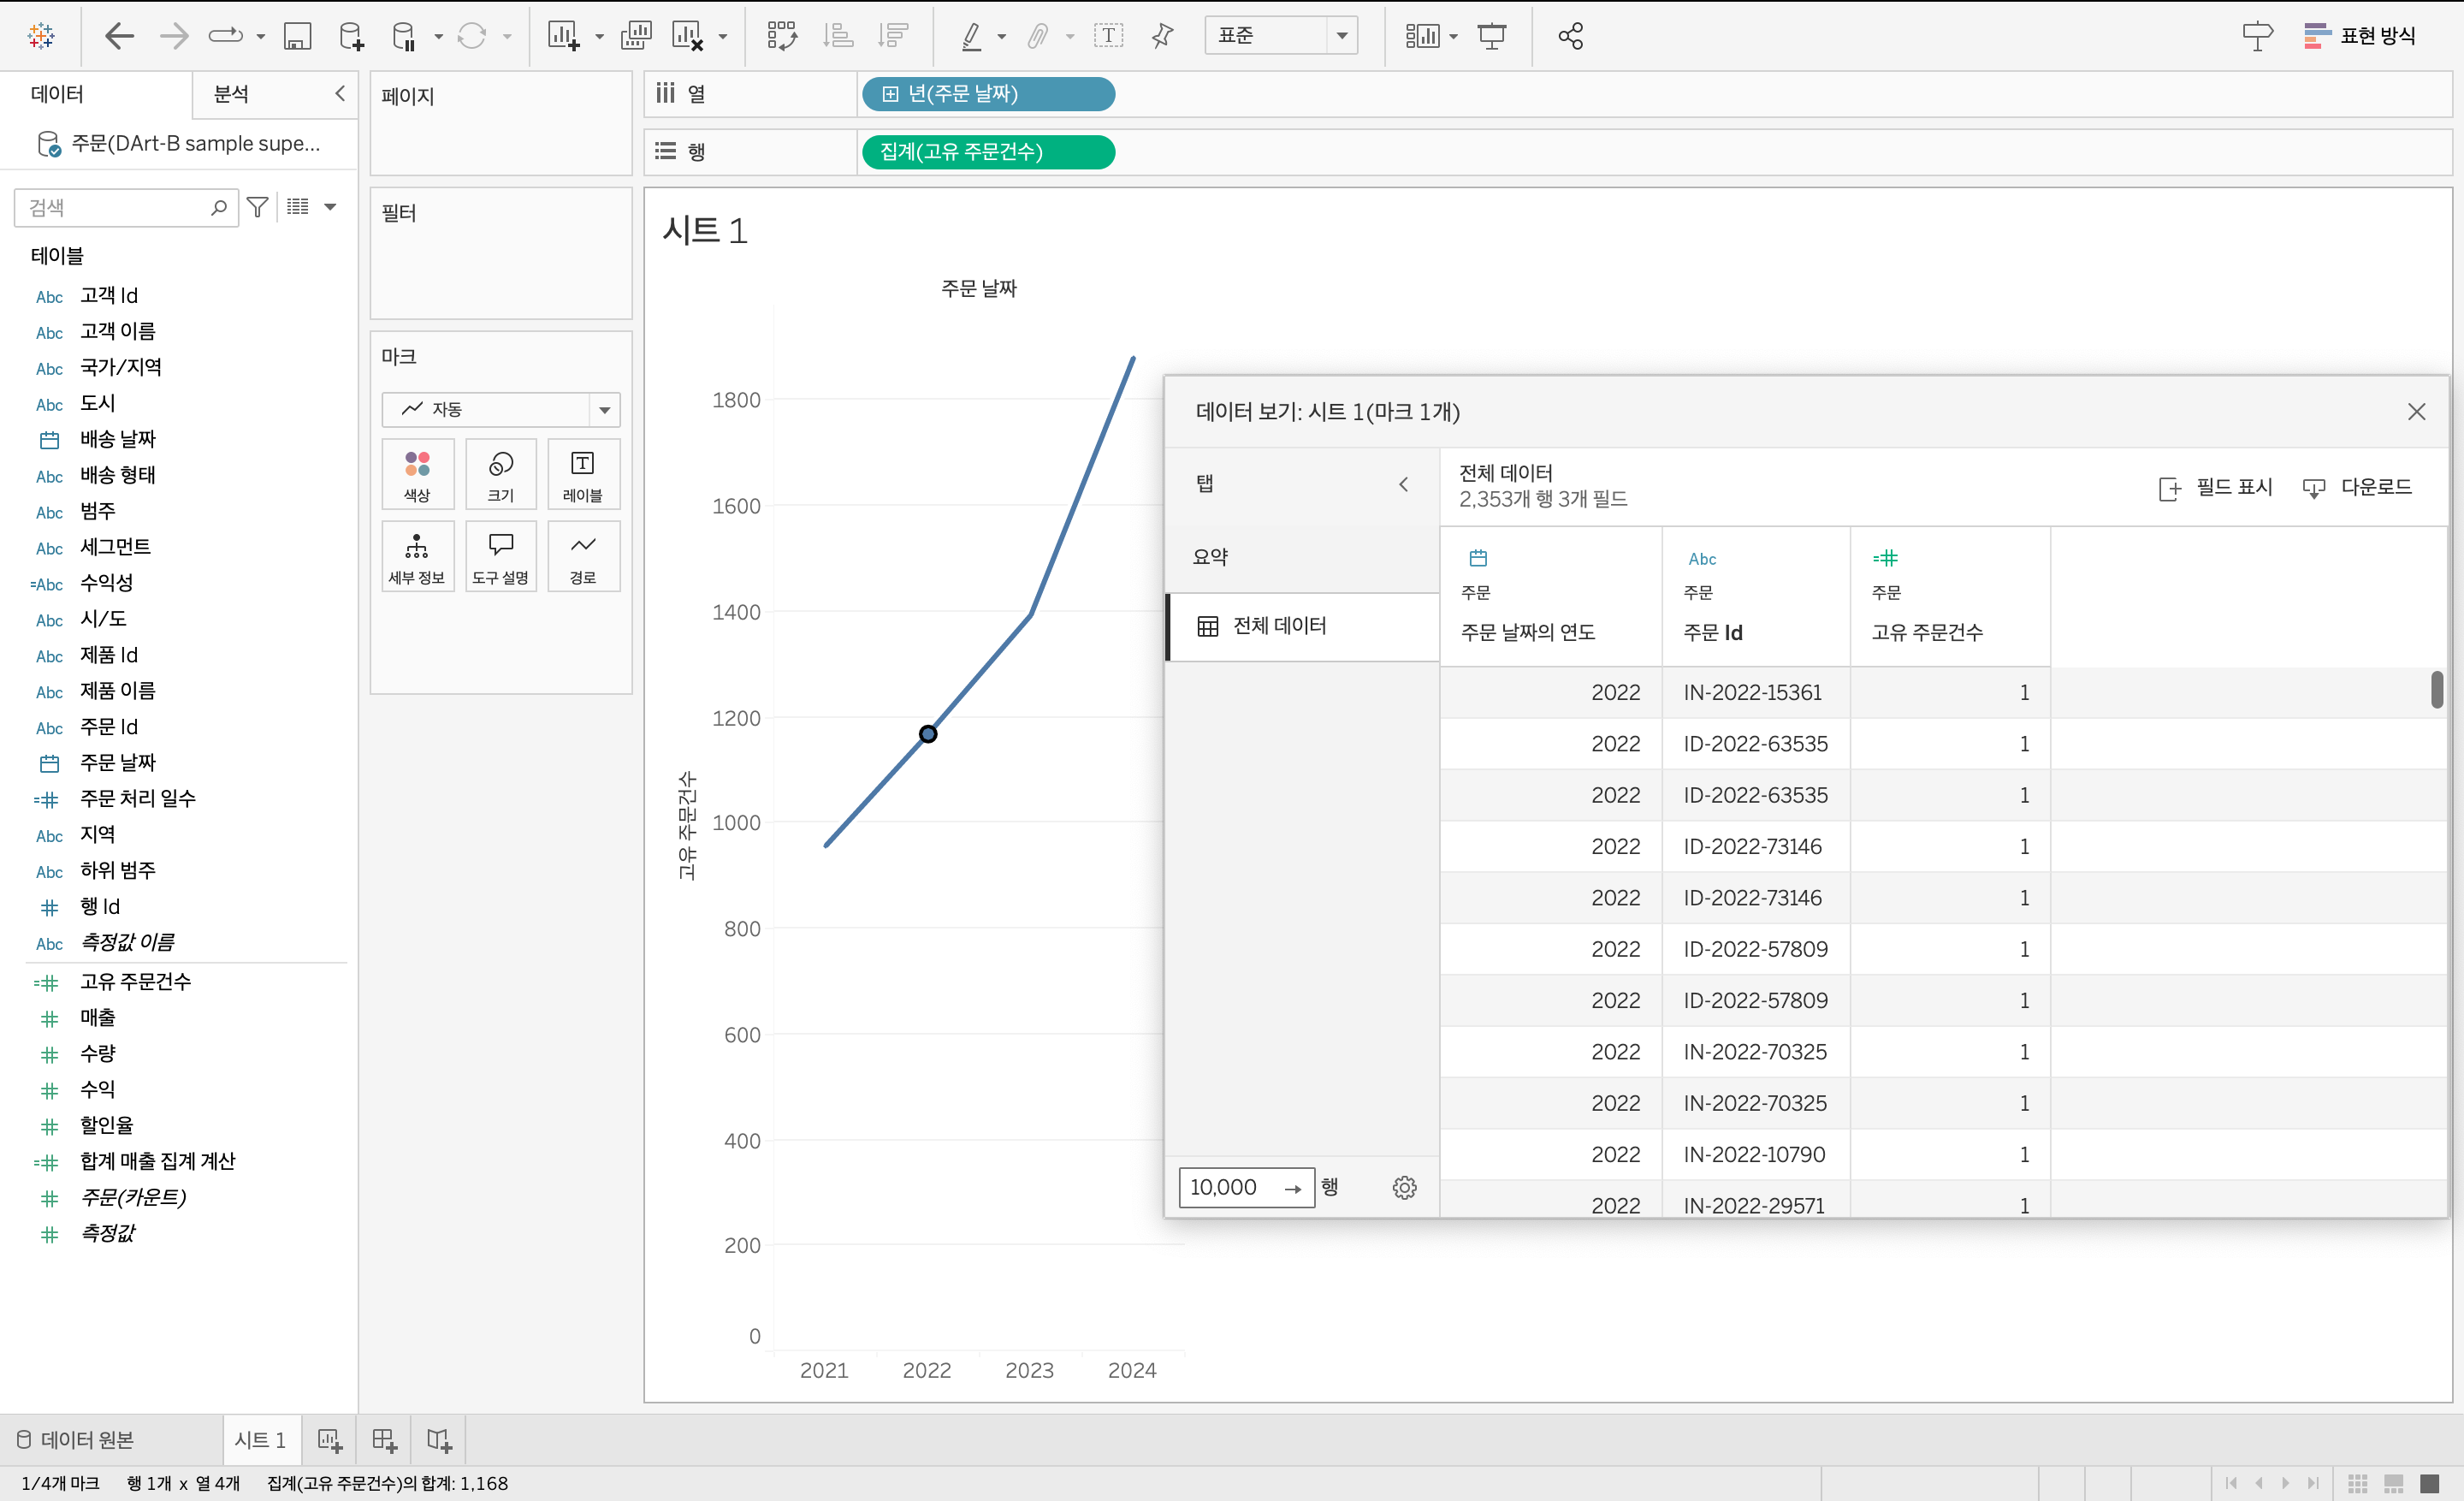 표준
표현 방식
데이터
분석
주문(DArt-B sample supe...
검색
테이블
Abc 고객 Id
Abc 고객 이름
Abc 국가/지역
Abc 도시
배송 날짜
Abc 배송 형태
Abc 범주
Abc 세그먼트
=Abc 수익성
Abc 시/도
Abc 제품 Id
Abc 제품 이름
Abc 주문 Id
주문 날짜
=# 주문 처리 일수
Abc 지역
Abc 하위 범주
# 행 Id
Abc 측정값 이름
=# 고유 주문건수
# 매출
# 수량
# 수익
# 할인율
=# 합계 매출 집계 계산
# 주문(카운트)
# 측정값
페이지
필터
마크
자동
색상
크기
레이블
세부 정보
도구 설명
경로
열
년(주문 날짜)
행
집계(고유 주문건수)
시트 1
주문 날짜
고유 주문건수
1800
1600
1400
1200
1000
800
600
400
200
0
2021 2022 2023 2024
데이터 보기: 시트 1(마크 1개)
탭
요약
전체 데이터
10,000 → 행
전체 데이터
2,353개 행 3개 필드
필드 표시
다운로드
Abc =#
주문 주문 주문
주문 날짜의 연도 주문 Id 고유 주문건수
2022 IN-2022-15361 1
2022 ID-2022-63535 1
2022 ID-2022-63535 1
2022 ID-2022-73146 1
2022 ID-2022-73146 1
2022 ID-2022-57809 1
2022 ID-2022-57809 1
2022 IN-2022-70325 1
2022 IN-2022-70325 1
2022 IN-2022-10790 1
2022 IN-2022-29571 1
데이터 원본
시트 1
1/4개 마크 행 1개 x 열 4개 집계(고유 주문건수)의 합계: 1,168